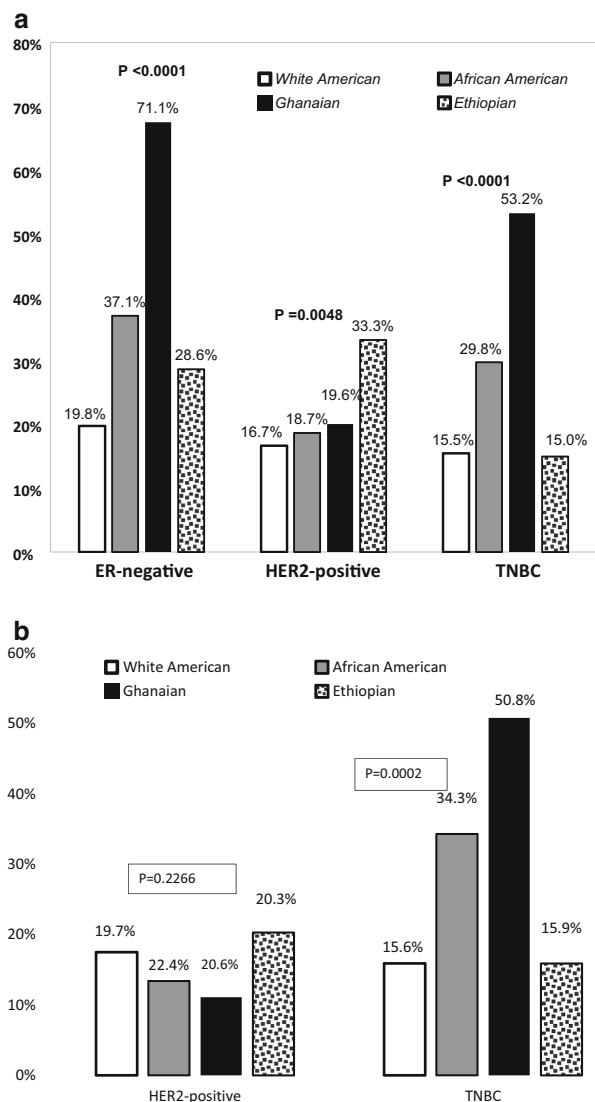 a
80%
70%
60%
50%
40%
30%
20%
10%
0%
P <0.0001
White American
African American
Ghanaian
Ethiopian
71.1%
P <0.0001
53.2%
37.1%
P =0.0048
33.3%
28.6%
29.8%
19.8%
16.7%
18.7%
19.6%
15.5%
15.0%
ER-negative
HER2-positive
TNBC
b
60%
50%
40%
30%
20%
10%
0%
White American
African American
Ghanaian
Ethiopian
50.8%
P=0.0002
34.3%
P=0.2266
19.7%
22.4%
20.6%
20.3%
15.6%
15.9%
HER2-positive
TNBC